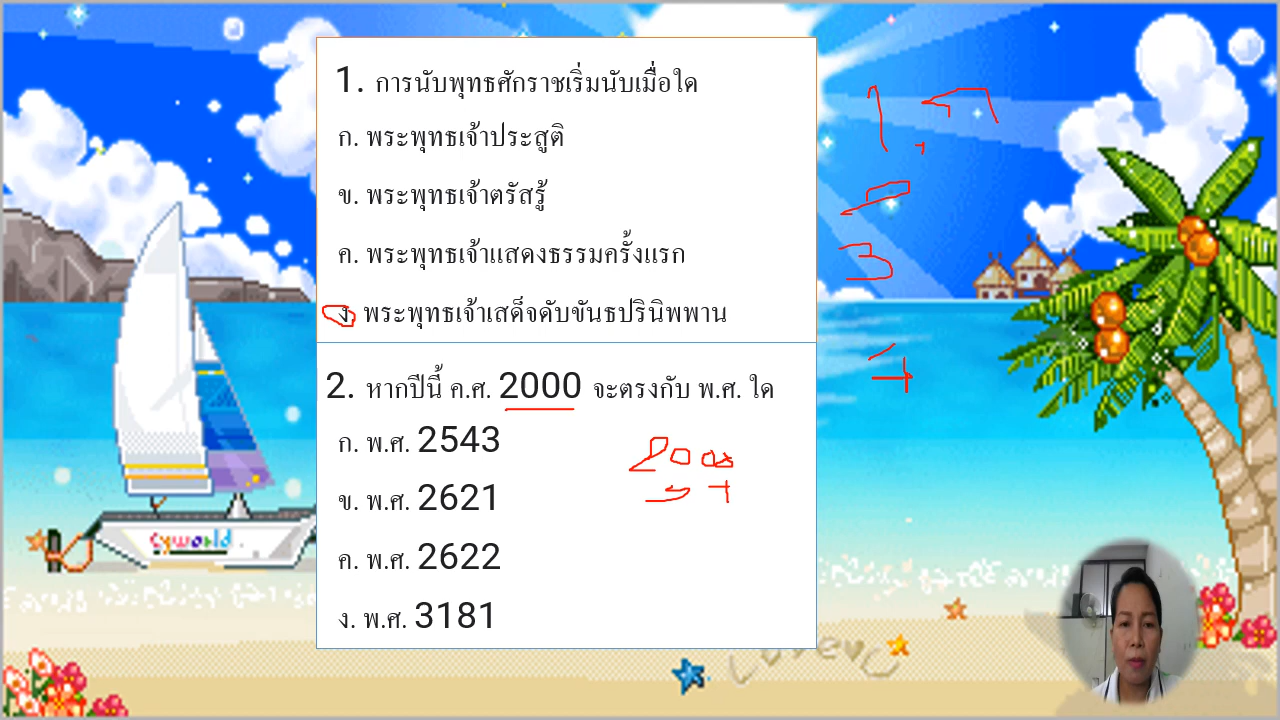 1. การนับพุทธศักราชเริ่มนับเมื่อใด
ก. พระพุทธเจ้าประสูติ
ข. พระพุทธเจ้าตรัสรู้
ค. พระพุทธเจ้าแสดงธรรมครั้งแรก
ง. พระพุทธเจ้าเสด็จดับขันธปรินิพพาน
2. หากปีนี้ ค.ศ. 2000 จะตรงกับ พ.ศ. ใด
ก. พ.ศ. 2543
ข. พ.ศ. 2621
ค. พ.ศ. 2622
ง. พ.ศ. 3181
1. ก
2
3
4
cyworld